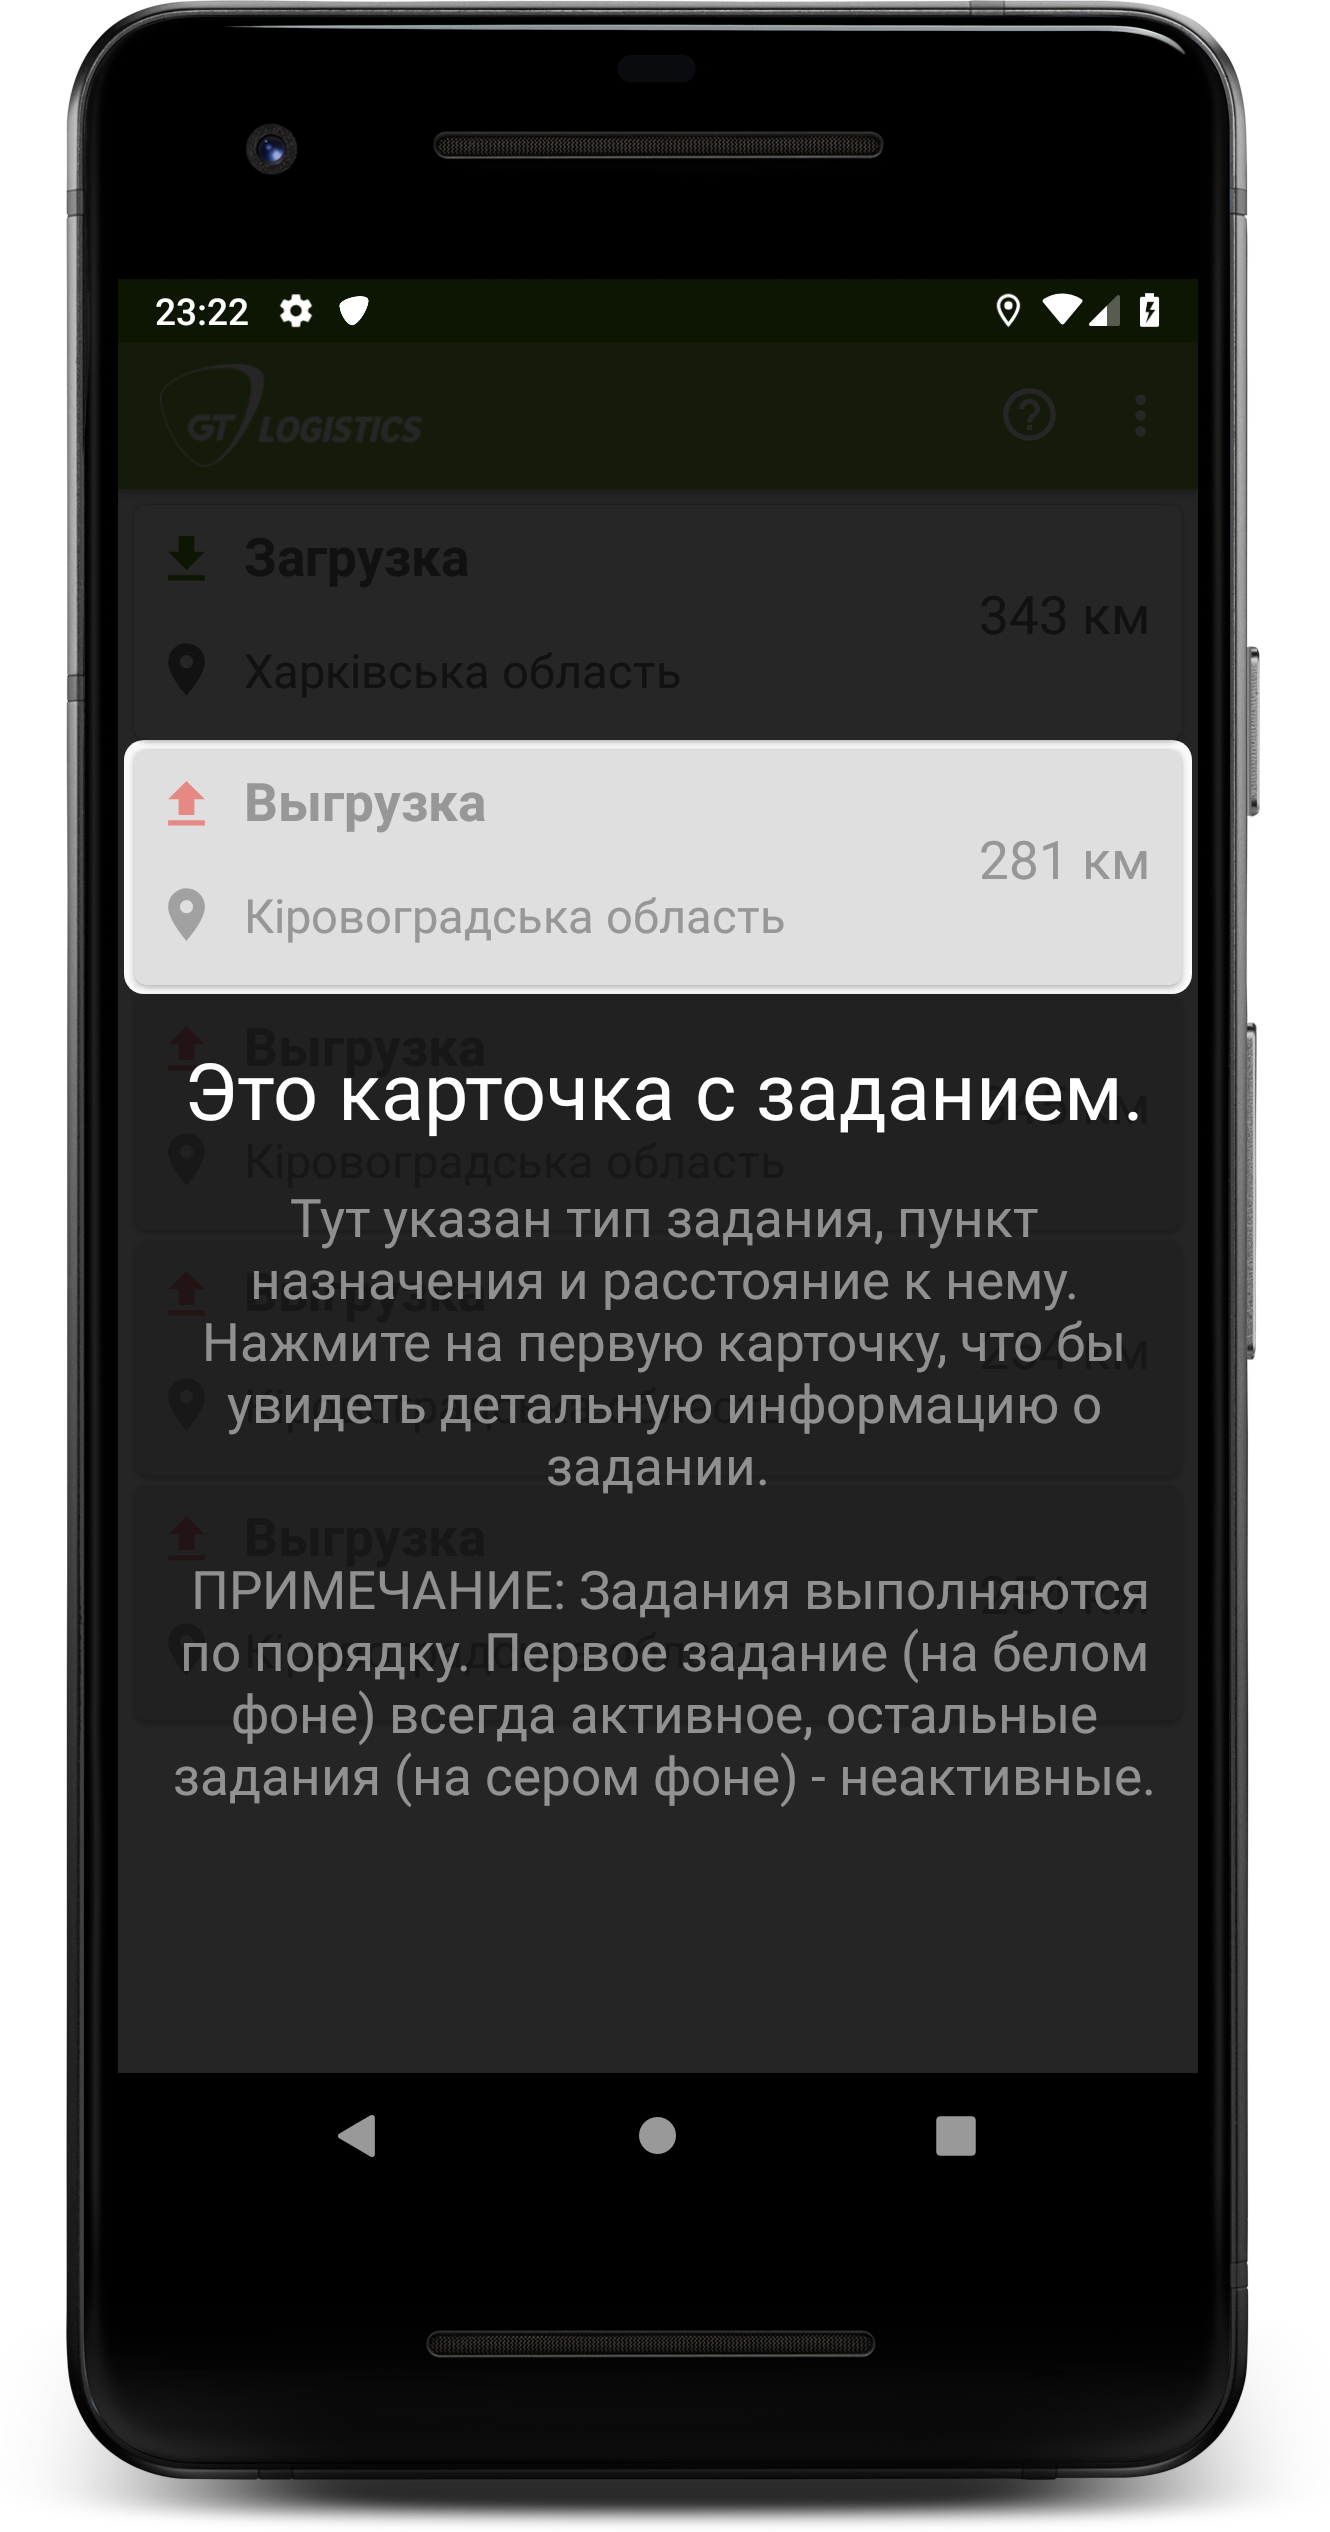 23:22
GT LOGISTICS
Загрузка
343 км
Харківська область
Выгрузка
281 км
Кіровоградська область
Выгрузка
Это карточка с заданием.
км
Кіровоградська область
Тут указан тип задания, пункт
назначения и расстояние к нему.
Выгрузка
Нажмите на первую карточку, что бы
км
увидеть детальную информацию о
задании.
Выгрузка
ПРИМЕЧАНИЕ: Задания выполняются
по порядку. Первое задание (на белом
фоне) всегда активное, остальные
задания (на сером фоне) - неактивные.